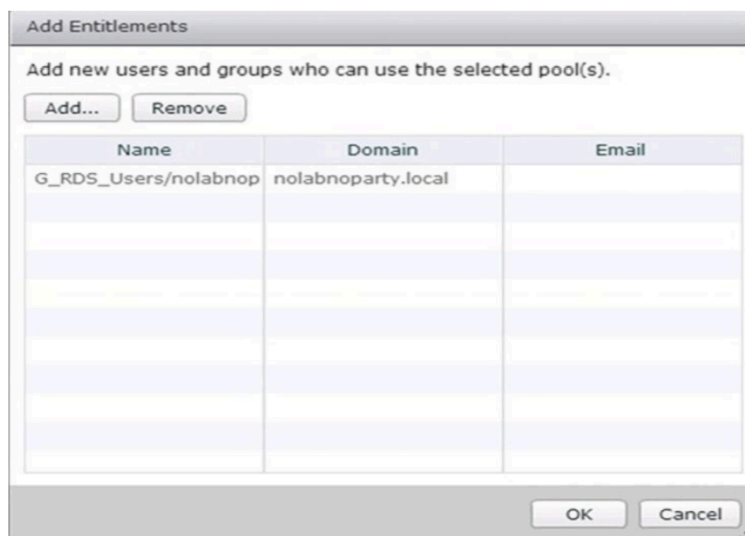 Add Entitlements
Add new users and groups who can use the selected pool(s).
Add... Remove
Name Domain Email
G_RDS_Users/nolabnop nolabnoparty.local
OK Cancel